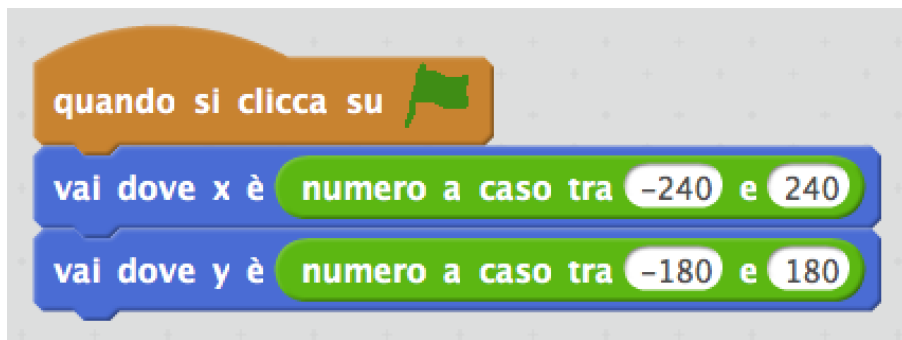 quando si clicca su
vai dove x è numero a caso tra -240 e 240
vai dove y è numero a caso tra -180 e 180